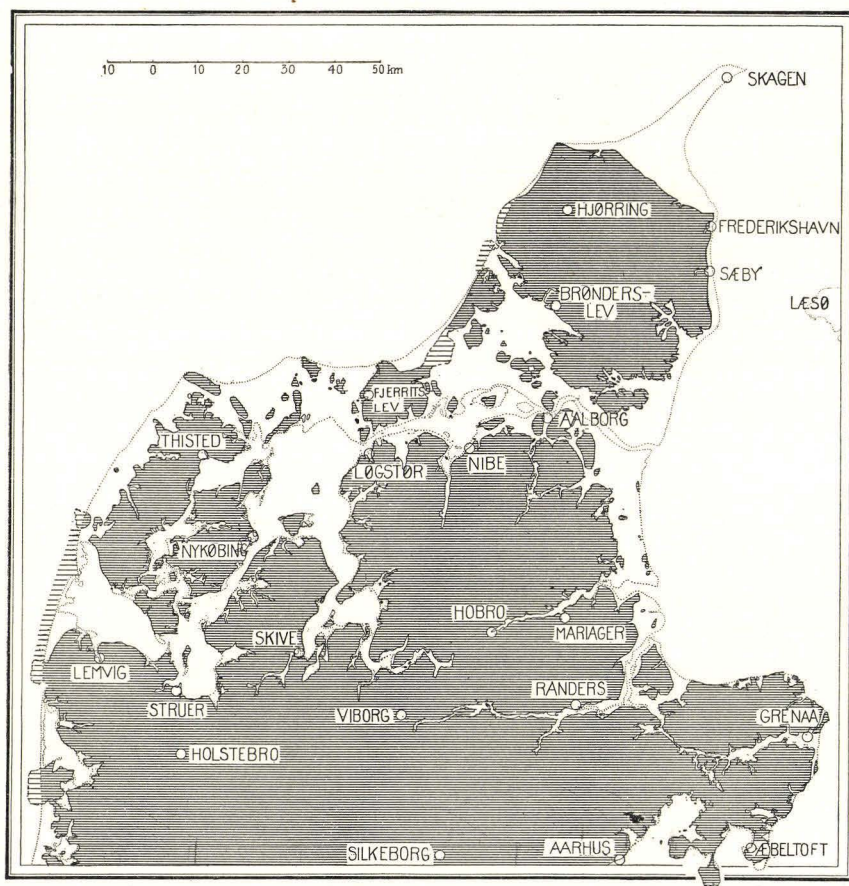 10 0 10 20 30 40 50 km
SKAGEN
HJØRRING
FREDERIKSHAVN
SÆBY
LÆSØ
BRØNDERS-
LEV
FJERRITS
LEV
AALBORG
THISTED
LØGSTØR
NIBE
NYKØBING
HOBRO
MARIAGER
SKIVE
LEMVIG
STRUER
VIBORG
RANDERS
GRENAA
HOLSTEBRO
SILKEBORG
AARHUS
ÆBELTOFT